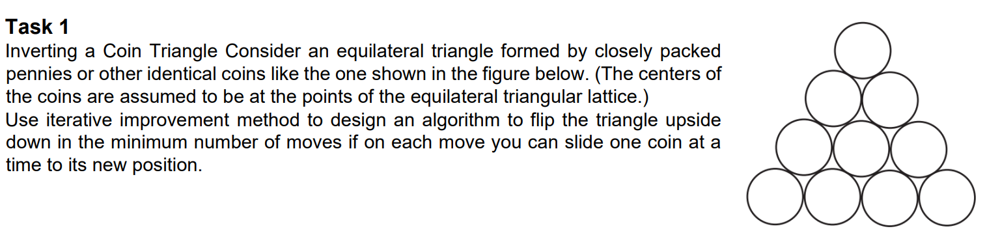 Task 1
Inverting a Coin Triangle Consider an equilateral triangle formed by closely packed
pennies or other identical coins like the one shown in the figure below. (The centers of
the coins are assumed to be at the points of the equilateral triangular lattice.)
Use iterative improvement method to design an algorithm to flip the triangle upside
down in the minimum number of moves if on each move you can slide one coin at a
time to its new position.